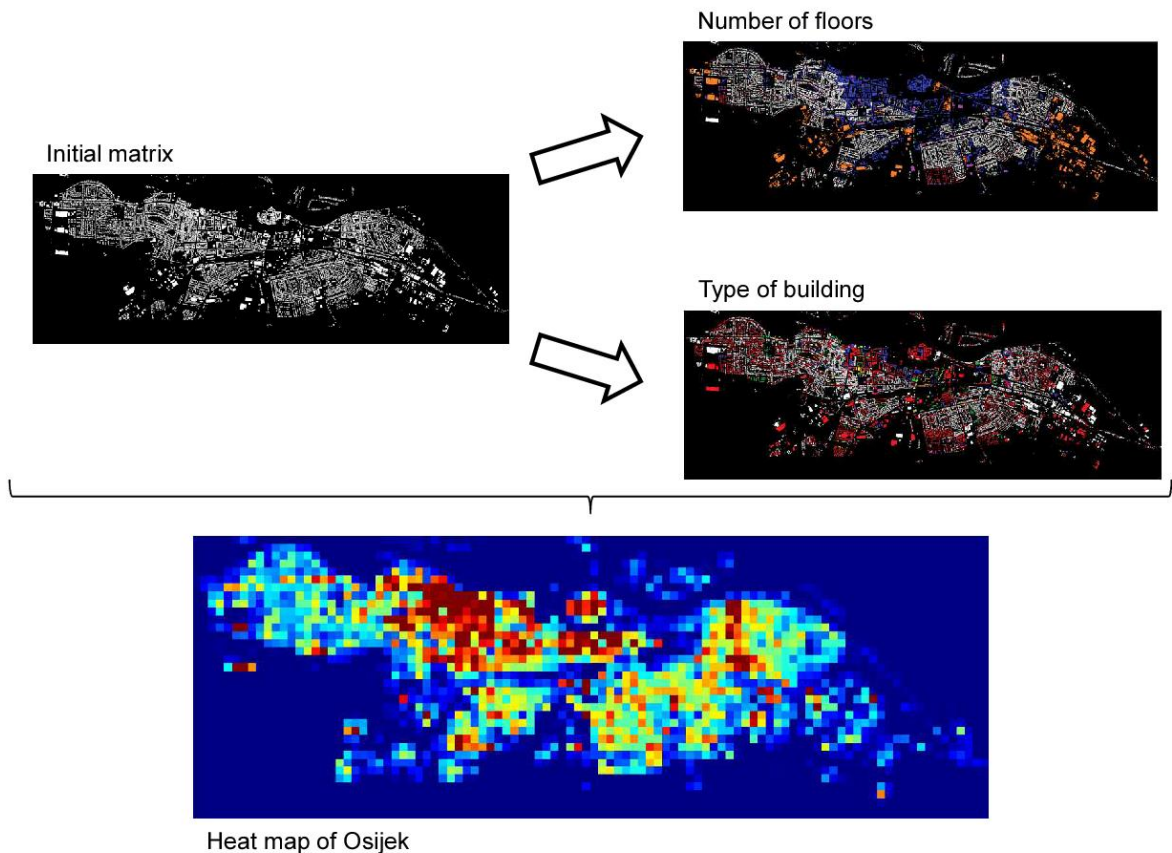 Number of floors
Initial matrix
Type of building
Heat map of Osijek